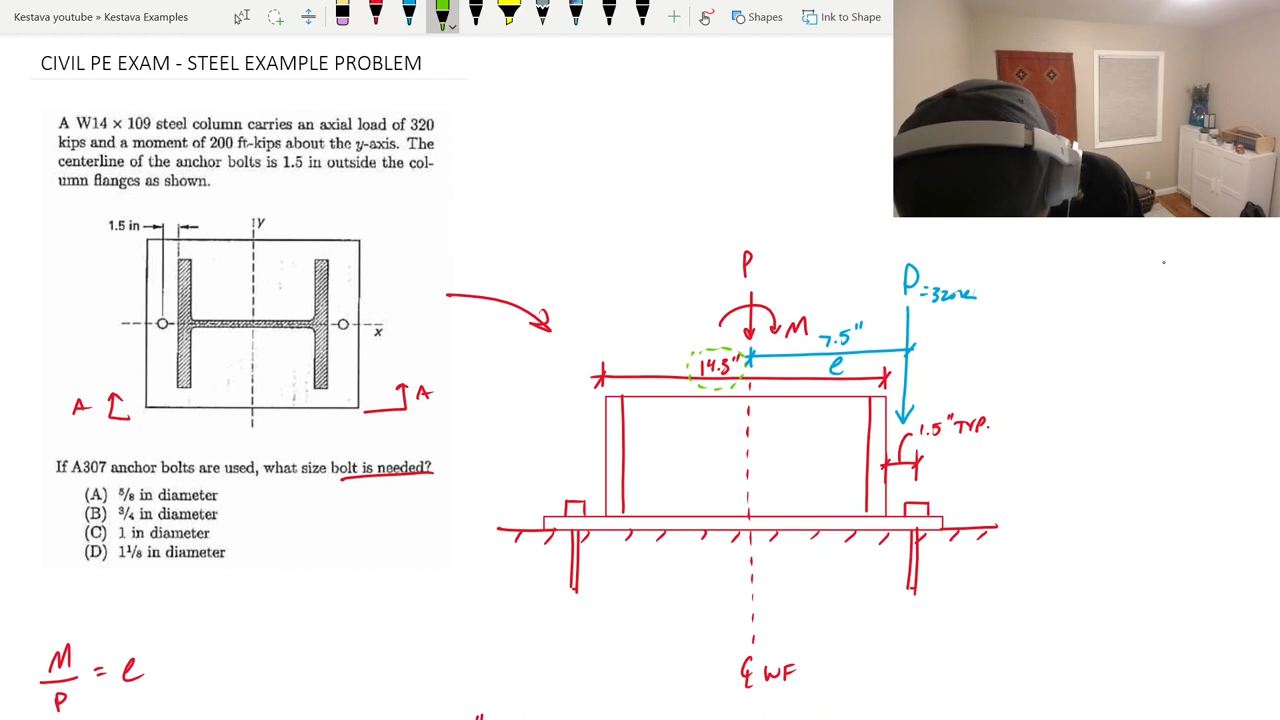 Kestava youtube » Kestava Examples
Shapes
Ink to Shape
CIVIL PE EXAM - STEEL EXAMPLE PROBLEM
A W14 × 109 steel column carries an axial load of 320
kips and a moment of 200 ft-kips about the y-axis. The
centerline of the anchor bolts is 1.5 in outside the col-
umn flanges as shown.
1.5 in
y
x
A
A
If A307 anchor bolts are used, what size bolt is needed?
(A) ⁵/₈ in diameter
(B) ³/₄ in diameter
(C) 1 in diameter
(D) 1¹/₈ in diameter
P
M
P=320K
7.5"
e
14.3"
1.5" TYP.
℄ WF
M
P
= e